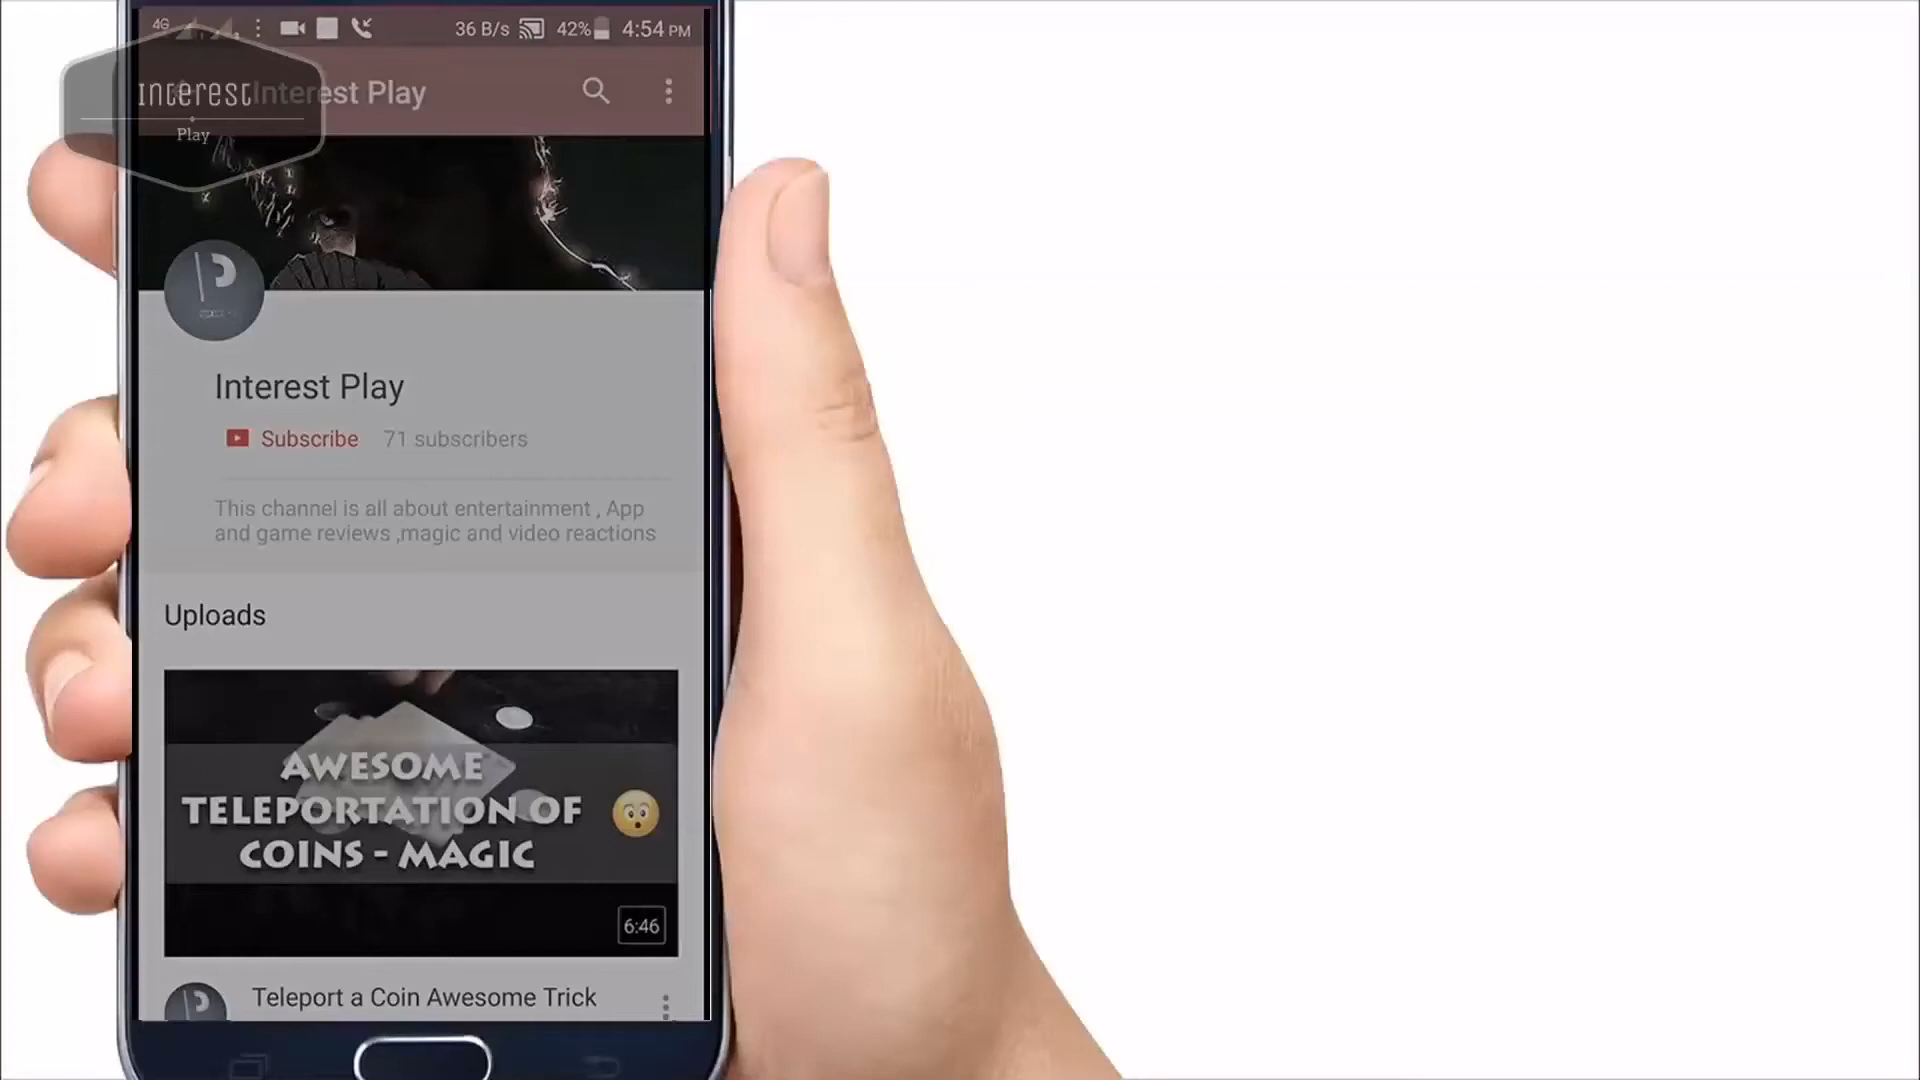 4G
36 B/s
42%
4:54 PM
Interest
Play
Interest Play
Interest Play
Subscribe
71 subscribers
This channel is all about entertainment , App
and game reviews ,magic and video reactions
Uploads
AWESOME
TELEPORTATION OF
COINS - MAGIC
6:46
Teleport a Coin Awesome Trick